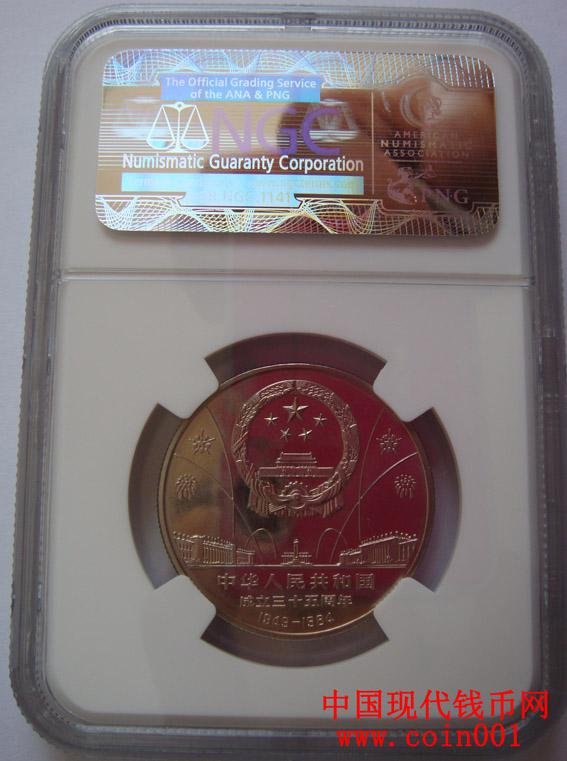 The Official Grading Service
of the ANA & PNG
NGC
Numismatic Guaranty Corporation
AMERICAN
NUMISMATIC
ASSOCIATION
PNG
中华人民共和国
成立三十五周年
1949-1984
中国现代钱币网
www.coin001